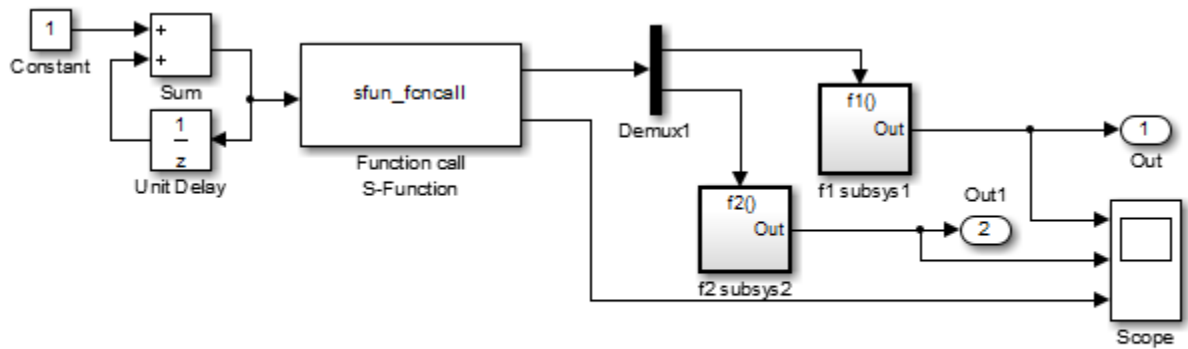 1
Constant
+
+
Sum
1
z
Unit Delay
sfun_fcncall
Function call
S-Function
Demux1
f1()
Out
f1 subsys1
f2()
Out
f2 subsys2
1
Out
Out1
2
Scope